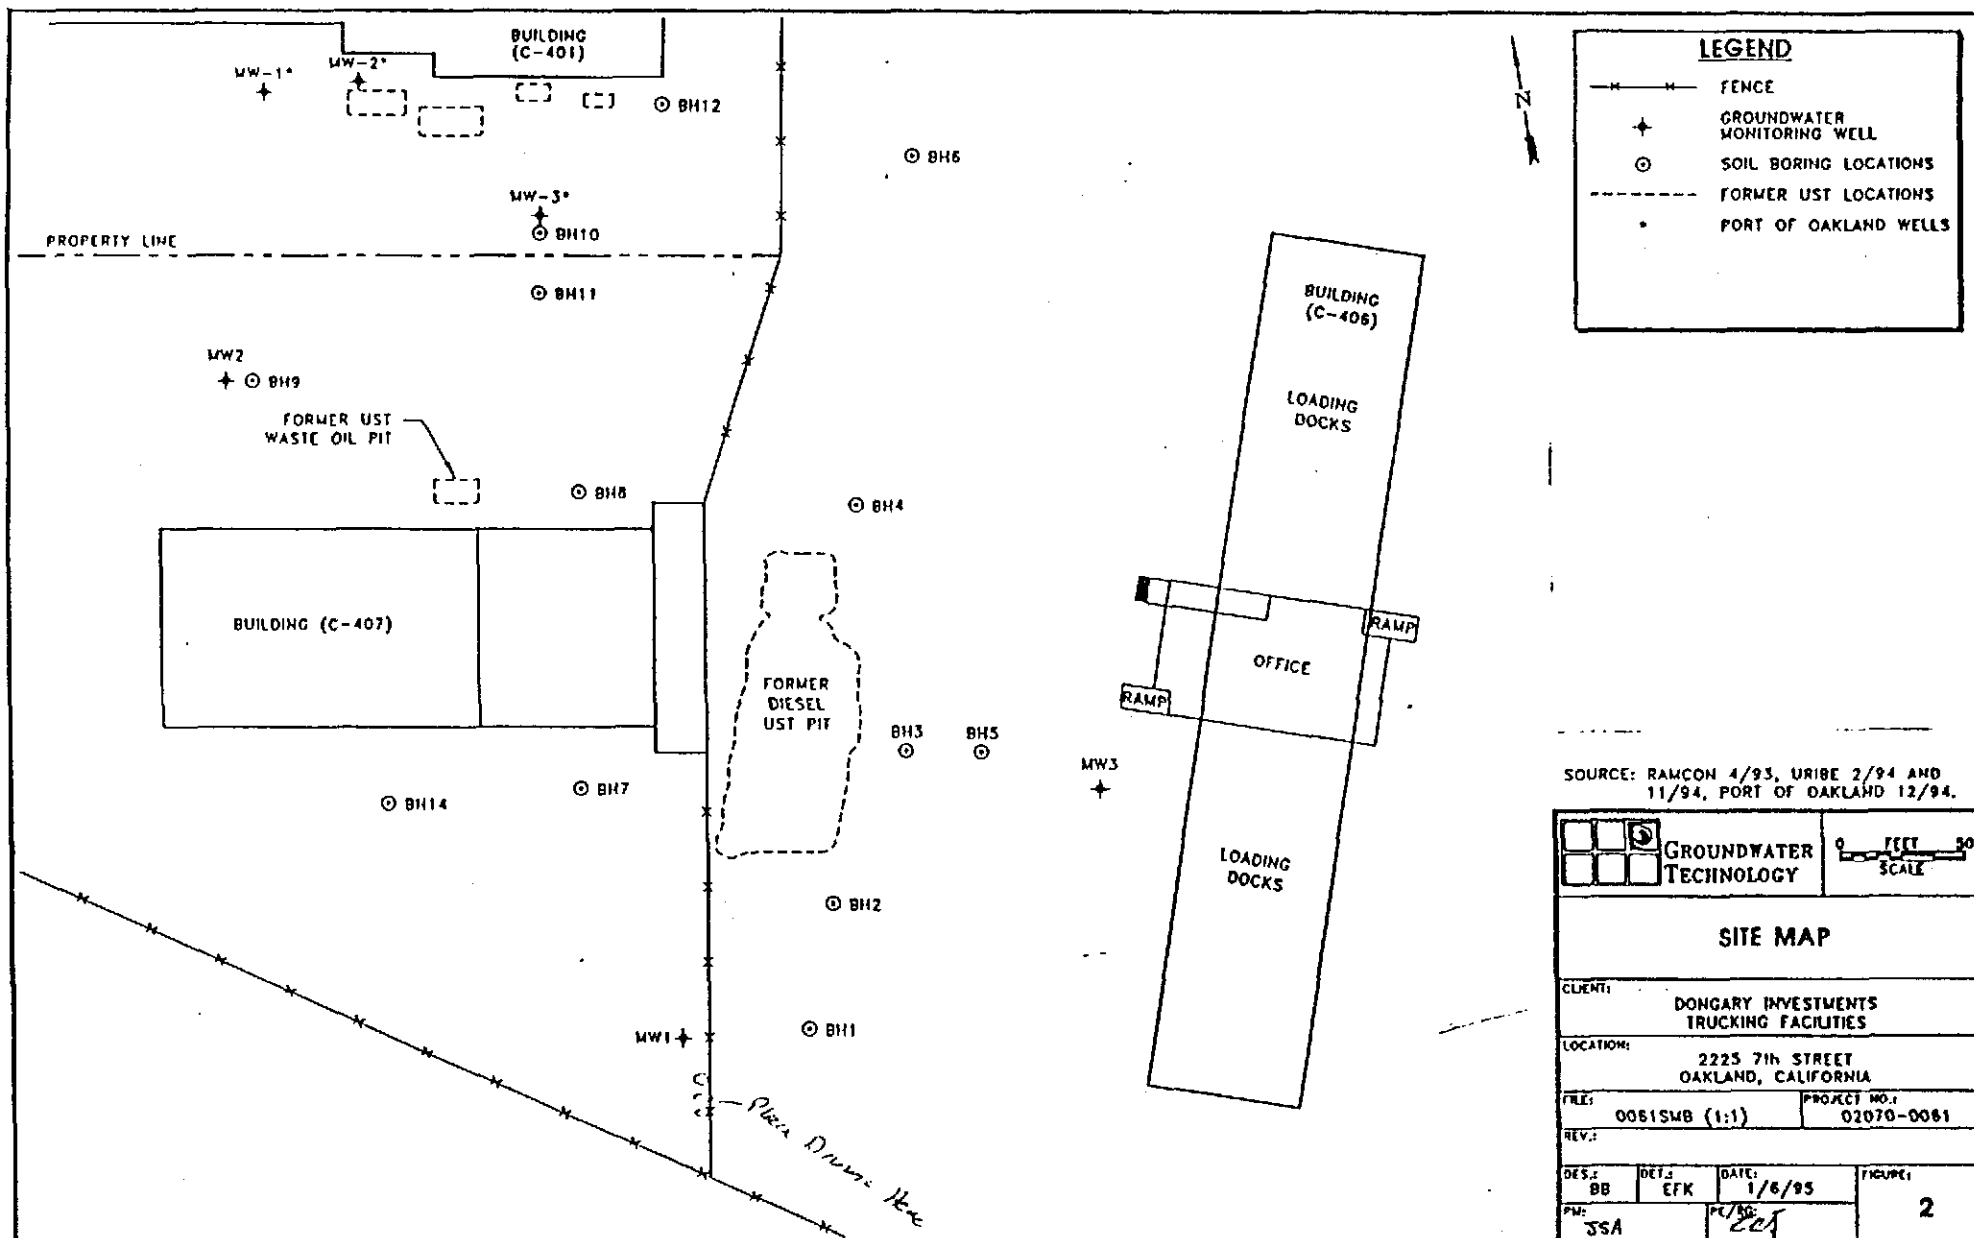 BUILDING
(C-401)
MW-1*
MW-2*
BH12
BH6
MW-3*
BH10
PROPERTY LINE
BH11
MW2
BH9
FORMER UST
WASTE OIL PIT
BH8
BH4
BUILDING (C-407)
FORMER
DIESEL
UST PIT
BH3
BH5
BH14
BH7
MW3
BH2
MW1
BH1
Place Drums Here
BUILDING
(C-406)
LOADING
DOCKS
RAMP
OFFICE
RAMP
LOADING
DOCKS
N
LEGEND
FENCE
GROUNDWATER
MONITORING WELL
SOIL BORING LOCATIONS
FORMER UST LOCATIONS
* PORT OF OAKLAND WELLS
SOURCE: RAMCON 4/93, URIBE 2/94 AND
11/94, PORT OF OAKLAND 12/94.
GROUNDWATER
TECHNOLOGY
0 FEET 50
SCALE
SITE MAP
CLIENT:
DONGARY INVESTMENTS
TRUCKING FACILITIES
LOCATION:
2225 7th STREET
OAKLAND, CALIFORNIA
FILE:
0061SMB (1:1)
PROJECT NO.:
02070-0061
REV.:
DES.:
BB
DET.:
EFK
DATE:
1/6/95
FIGURE:
2
PM:
JSA
PE/RG: